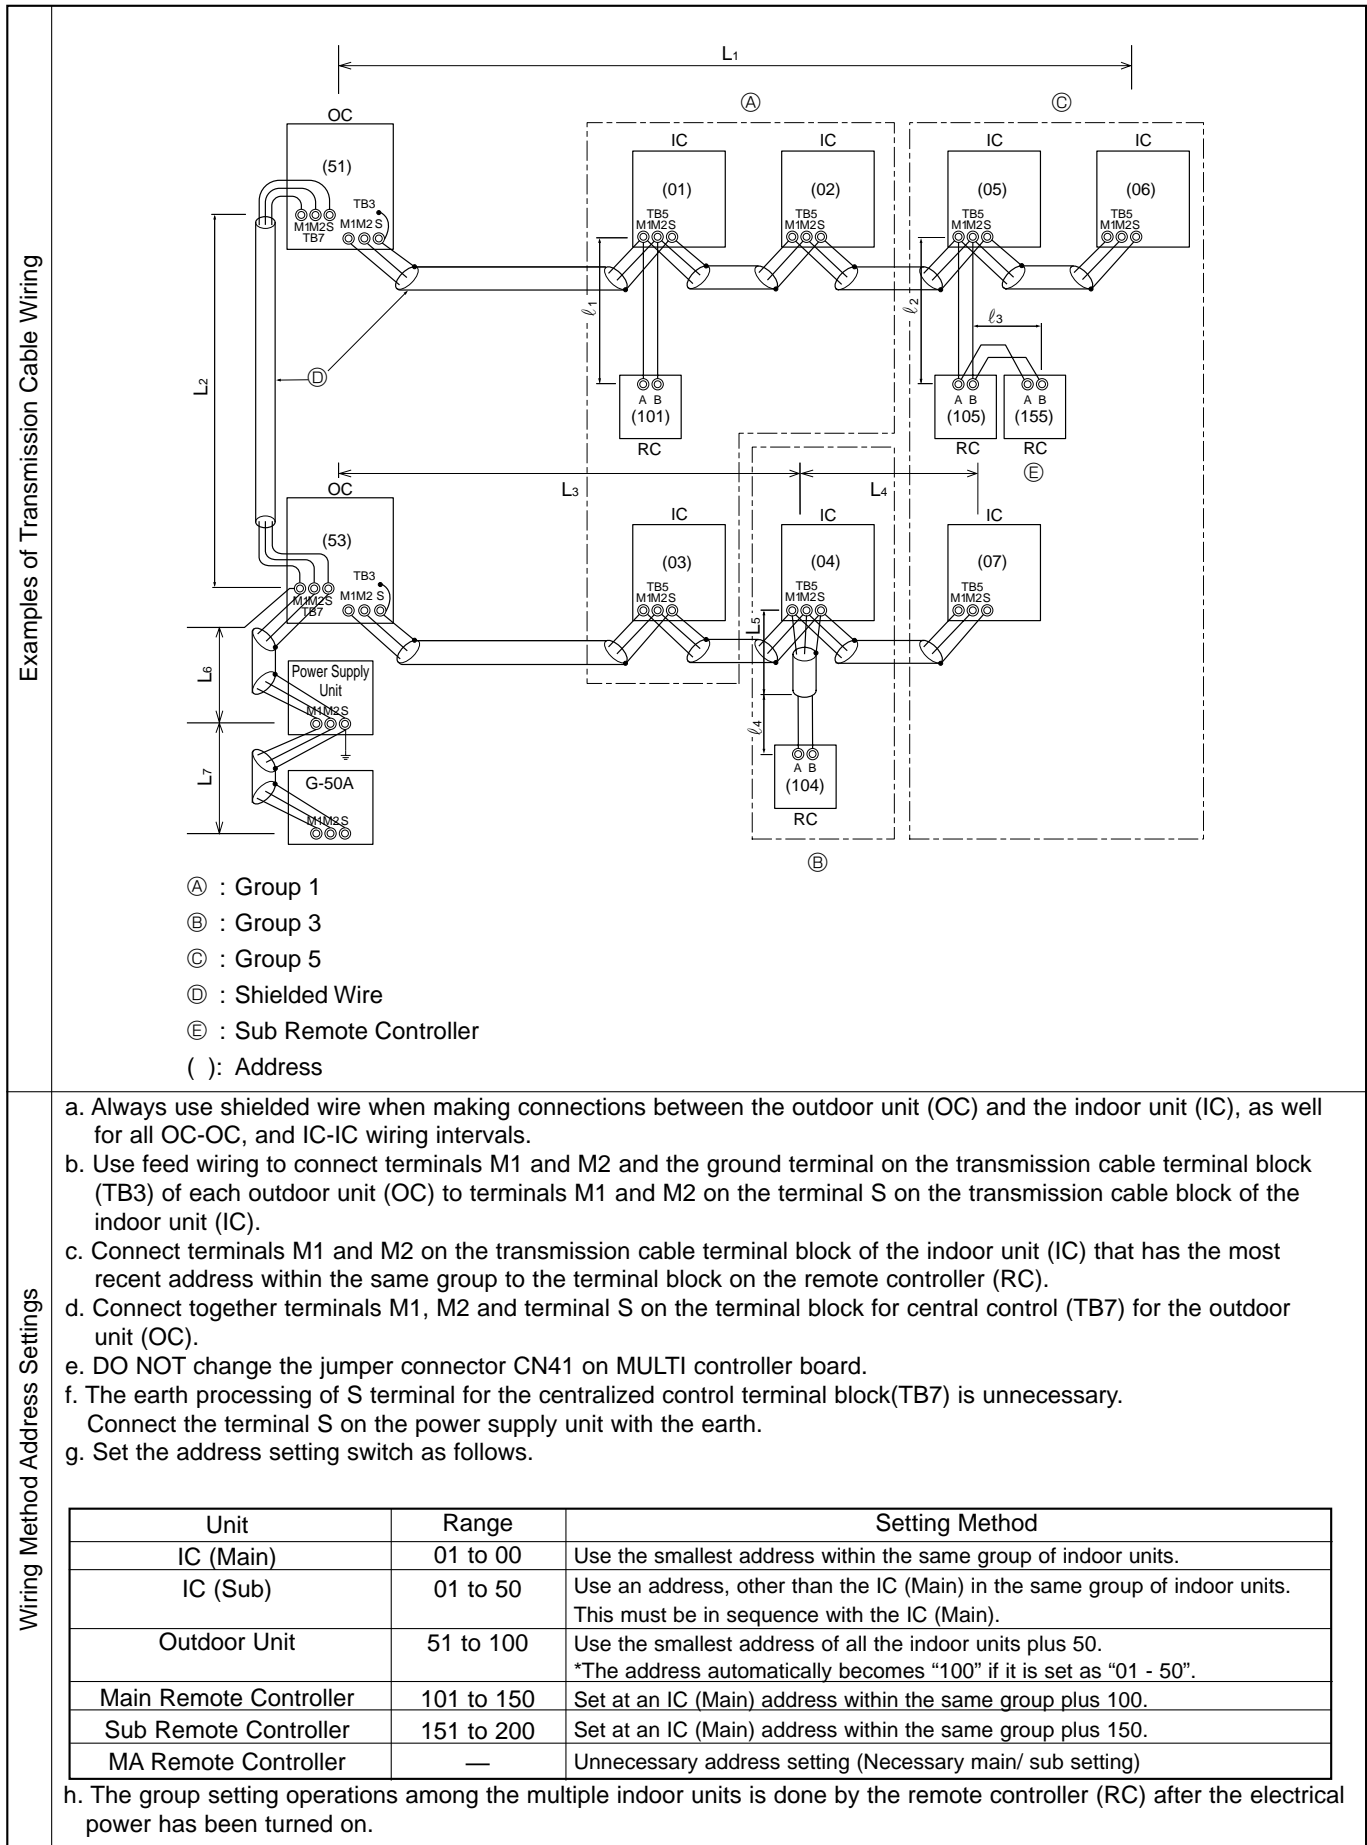 Examples of Transmission Cable Wiring
L1
Ⓐ
Ⓒ
OC
IC
IC
IC
IC
(51)
(01)
(02)
(05)
(06)
TB3
TB5
TB5
TB5
TB5
M1M2S
M1M2 S
M1M2S
M1M2S
M1M2S
M1M2S
TB7
L2
Ⓓ
ℓ1
ℓ2
ℓ3
A B
A B
A B
(101)
(105)
(155)
RC
RC
RC
Ⓔ
L3
L4
OC
IC
IC
IC
(53)
(03)
(04)
(07)
TB3
TB5
TB5
TB5
M1M2S
M1M2 S
M1M2S
M1M2S
M1M2S
TB7
L5
L6
Power Supply
Unit
M1M2S
ℓ4
A B
(104)
RC
L7
G-50A
M1M2S
Ⓑ
Ⓐ : Group 1
Ⓑ : Group 3
Ⓒ : Group 5
Ⓓ : Shielded Wire
Ⓔ : Sub Remote Controller
( ): Address
Wiring Method Address Settings
a. Always use shielded wire when making connections between the outdoor unit (OC) and the indoor unit (IC), as well
for all OC-OC, and IC-IC wiring intervals.
b. Use feed wiring to connect terminals M1 and M2 and the ground terminal on the transmission cable terminal block
(TB3) of each outdoor unit (OC) to terminals M1 and M2 on the terminal S on the transmission cable block of the
indoor unit (IC).
c. Connect terminals M1 and M2 on the transmission cable terminal block of the indoor unit (IC) that has the most
recent address within the same group to the terminal block on the remote controller (RC).
d. Connect together terminals M1, M2 and terminal S on the terminal block for central control (TB7) for the outdoor
unit (OC).
e. DO NOT change the jumper connector CN41 on MULTI controller board.
f. The earth processing of S terminal for the centralized control terminal block(TB7) is unnecessary.
Connect the terminal S on the power supply unit with the earth.
g. Set the address setting switch as follows.
Unit Range Setting Method
IC (Main) 01 to 00 Use the smallest address within the same group of indoor units.
IC (Sub) 01 to 50 Use an address, other than the IC (Main) in the same group of indoor units.
This must be in sequence with the IC (Main).
Outdoor Unit 51 to 100 Use the smallest address of all the indoor units plus 50.
*The address automatically becomes “100” if it is set as “01 - 50”.
Main Remote Controller 101 to 150 Set at an IC (Main) address within the same group plus 100.
Sub Remote Controller 151 to 200 Set at an IC (Main) address within the same group plus 150.
MA Remote Controller — Unnecessary address setting (Necessary main/ sub setting)
h. The group setting operations among the multiple indoor units is done by the remote controller (RC) after the electrical
power has been turned on.